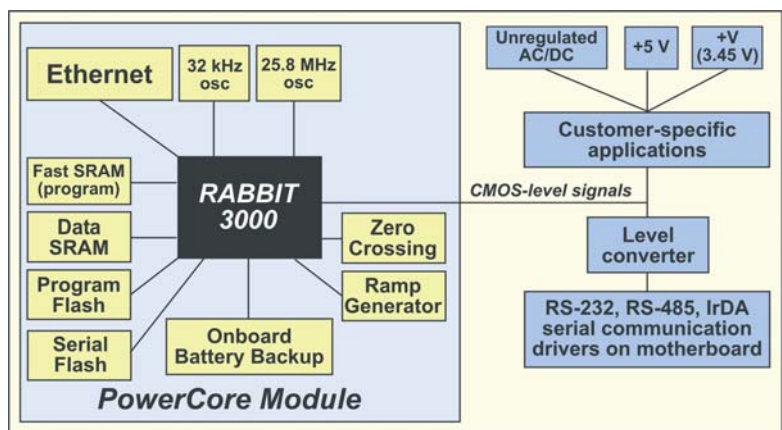 Ethernet
32 kHz
osc
25.8 MHz
osc
Fast SRAM
(program)
Data
SRAM
Program
Flash
Serial
Flash
RABBIT
3000
Onboard
Battery Backup
Zero
Crossing
Ramp
Generator
PowerCore Module
Unregulated
AC/DC
+5 V
+V
(3.45 V)
Customer-specific
applications
CMOS-level signals
Level
converter
RS-232, RS-485, IrDA
serial communication
drivers on motherboard